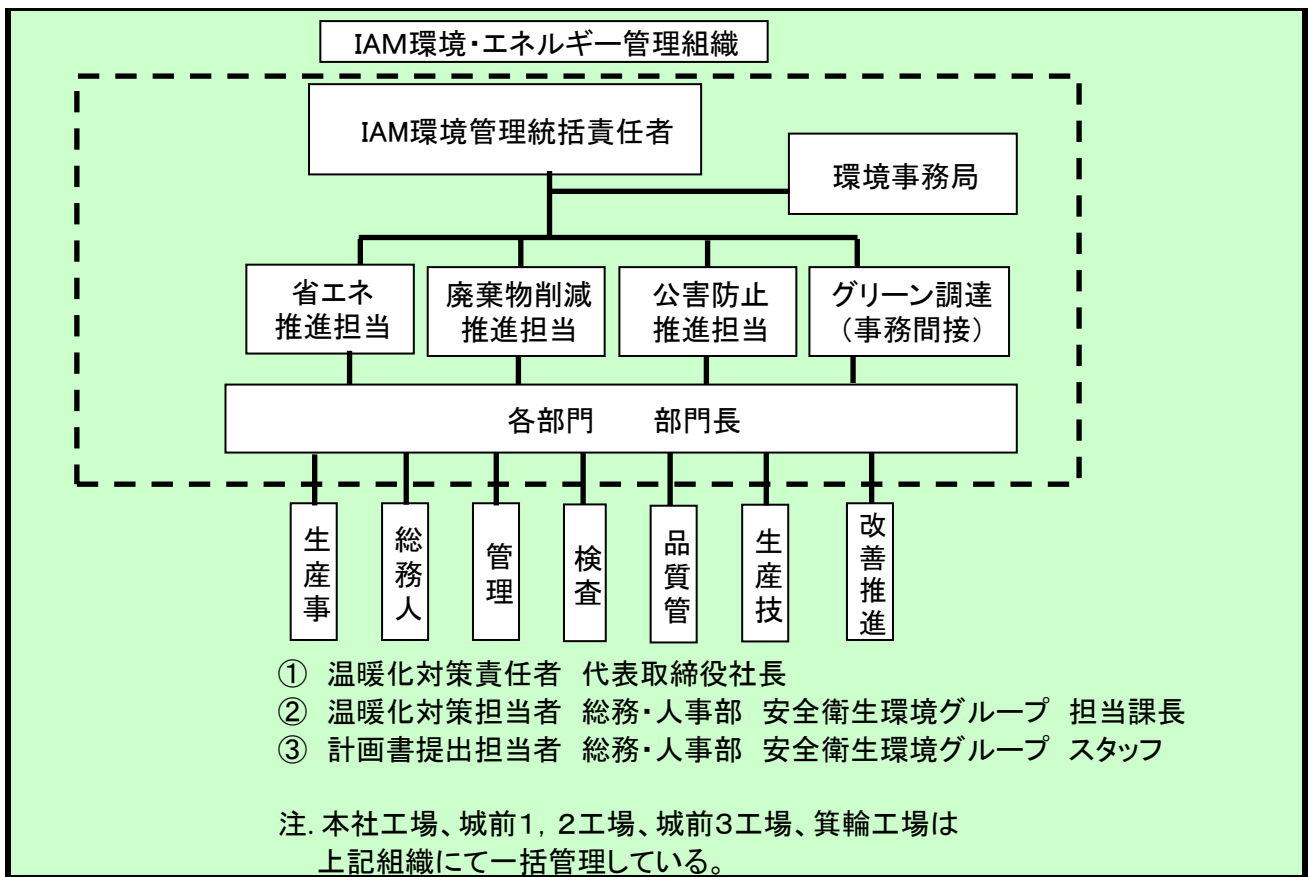 IAM環境・エネルギー管理組織
IAM環境管理統括責任者
環境事務局
省エネ
推進担当
廃棄物削減
推進担当
公害防止
推進担当
グリーン調達
（事務間接）
各部門　　部門長
生産事
総務人
管理
検査
品質管
生産技
改善推進
①　温暖化対策責任者　代表取締役社長
②　温暖化対策担当者　総務・人事部　安全衛生環境グループ　担当課長
③　計画書提出担当者　総務・人事部　安全衛生環境グループ　スタッフ
注．本社工場、城前１，２工場、城前３工場、箕輪工場は
上記組織にて一括管理している。